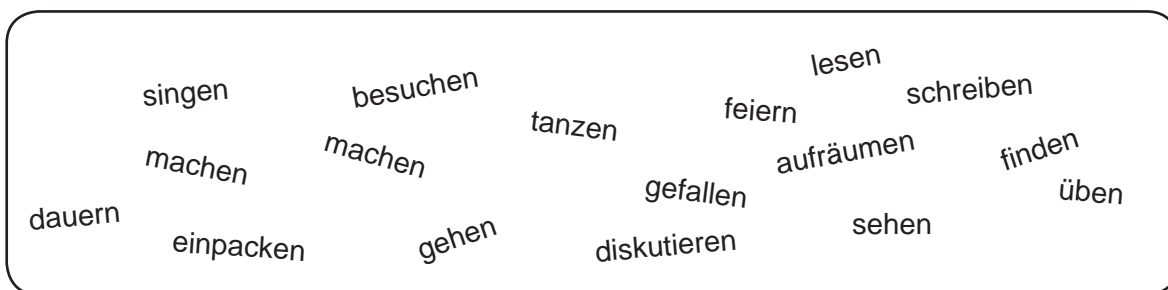 lesen
singen
besuchen
schreiben
feiern
tanzen
machen
machen
aufräumen
finden
gefallen
üben
dauern
einpacken
gehen
diskutieren
sehen